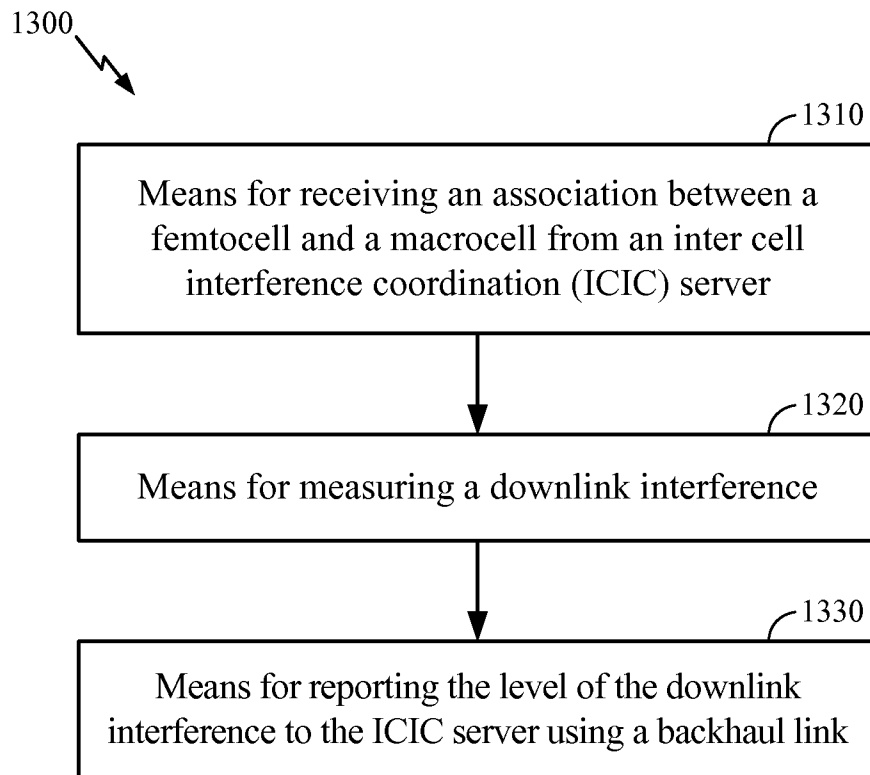 1300
1310
Means for receiving an association between a
femtocell and a macrocell from an inter cell
interference coordination (ICIC) server
1320
Means for measuring a downlink interference
1330
Means for reporting the level of the downlink
interference to the ICIC server using a backhaul link